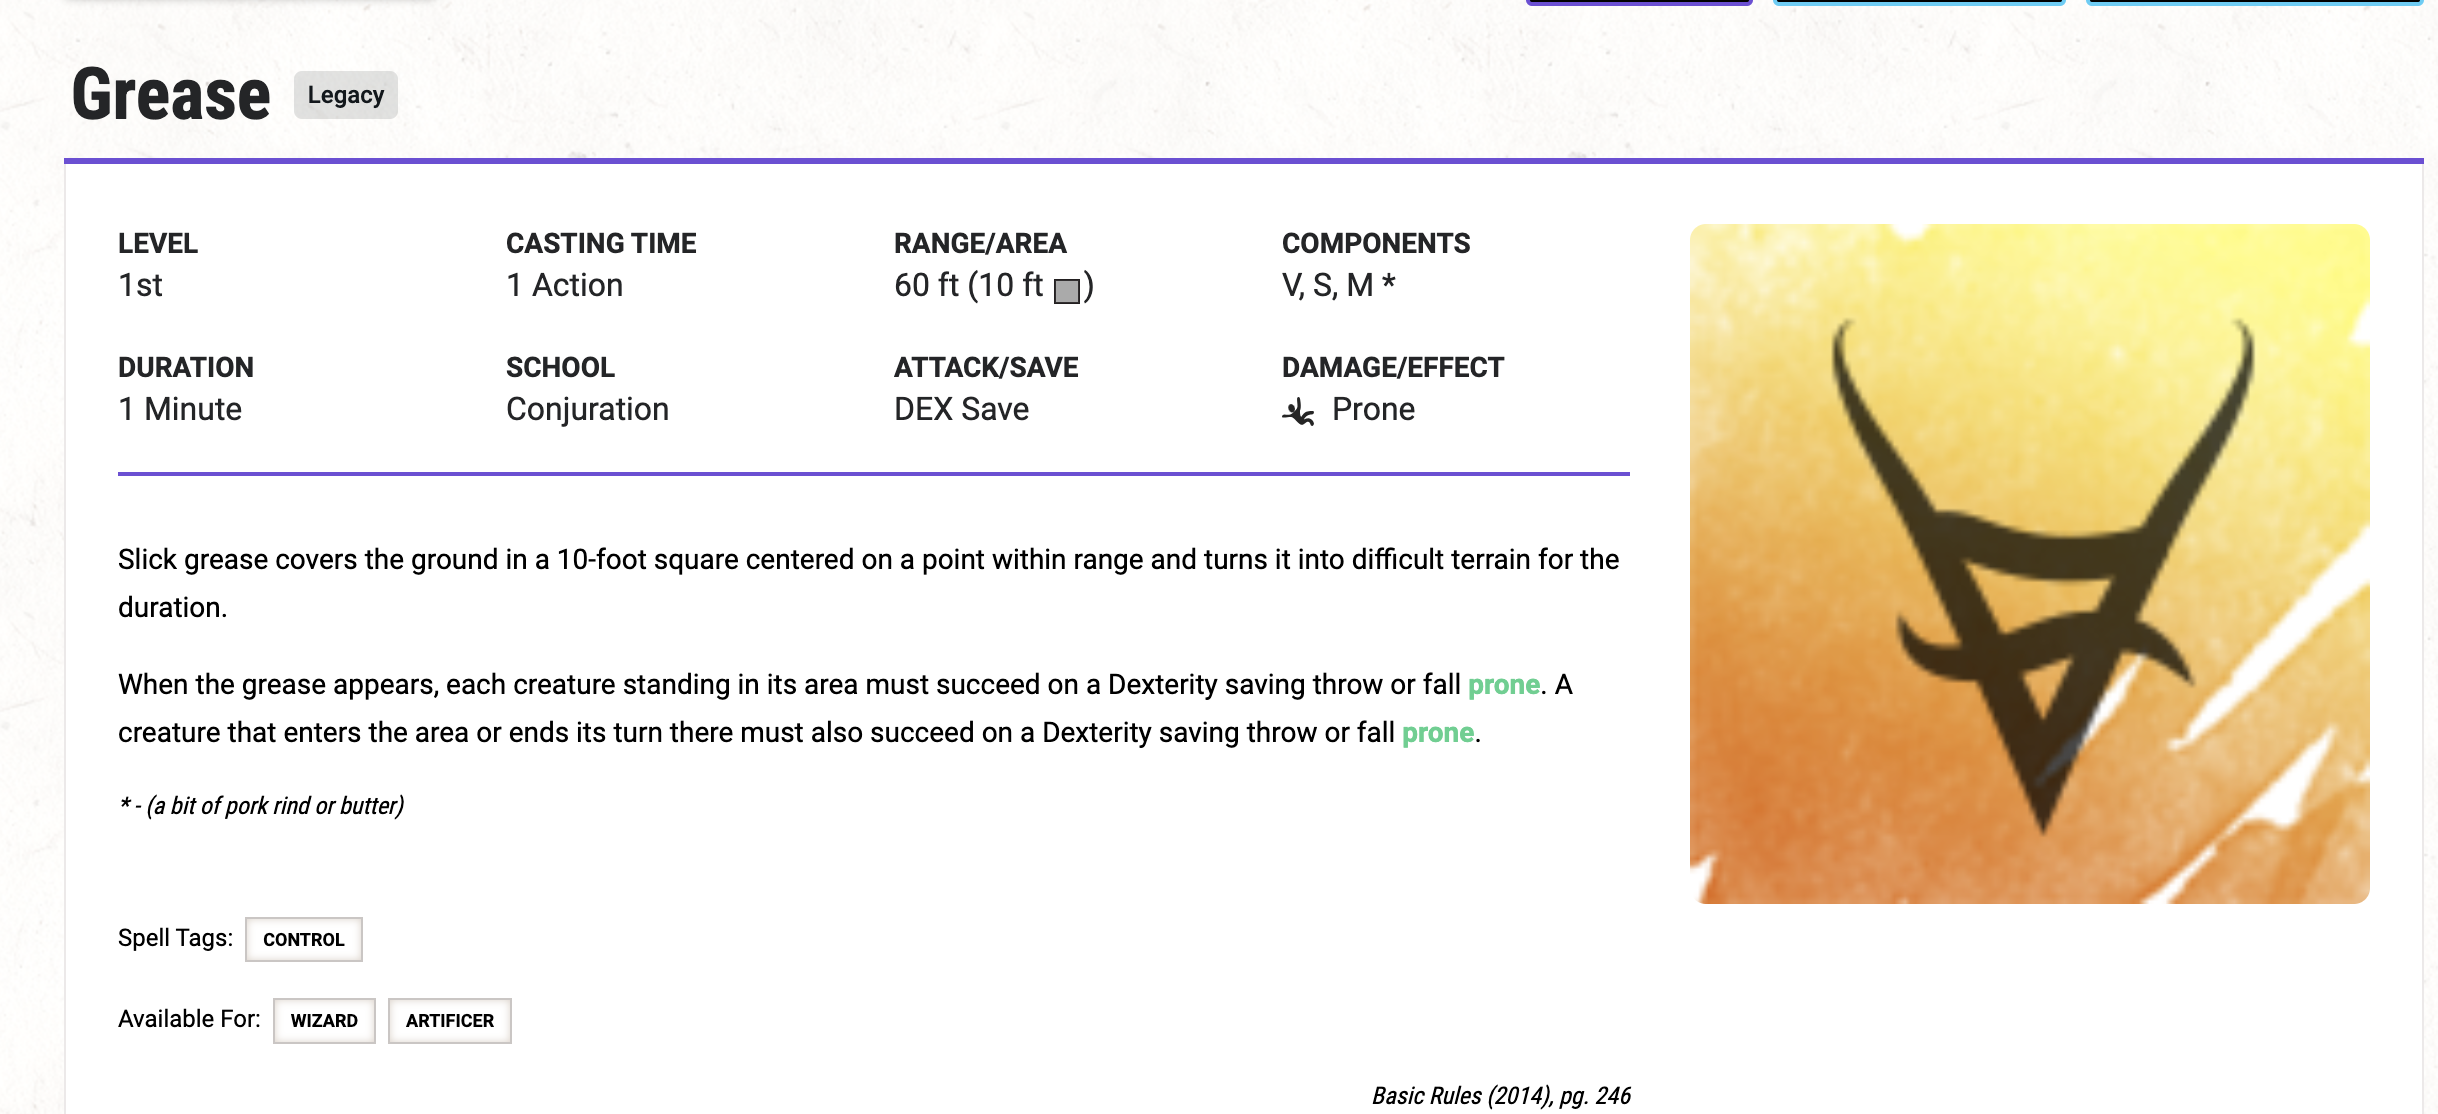 Grease Legacy
LEVEL
1st
CASTING TIME
1 Action
RANGE/AREA
60 ft (10 ft )
COMPONENTS
V, S, M *
DURATION
1 Minute
SCHOOL
Conjuration
ATTACK/SAVE
DEX Save
DAMAGE/EFFECT
Prone
Slick grease covers the ground in a 10-foot square centered on a point within range and turns it into difficult terrain for the
duration.
When the grease appears, each creature standing in its area must succeed on a Dexterity saving throw or fall prone. A
creature that enters the area or ends its turn there must also succeed on a Dexterity saving throw or fall prone.
* - (a bit of pork rind or butter)
Spell Tags: CONTROL
Available For: WIZARD ARTIFICER
Basic Rules (2014), pg. 246